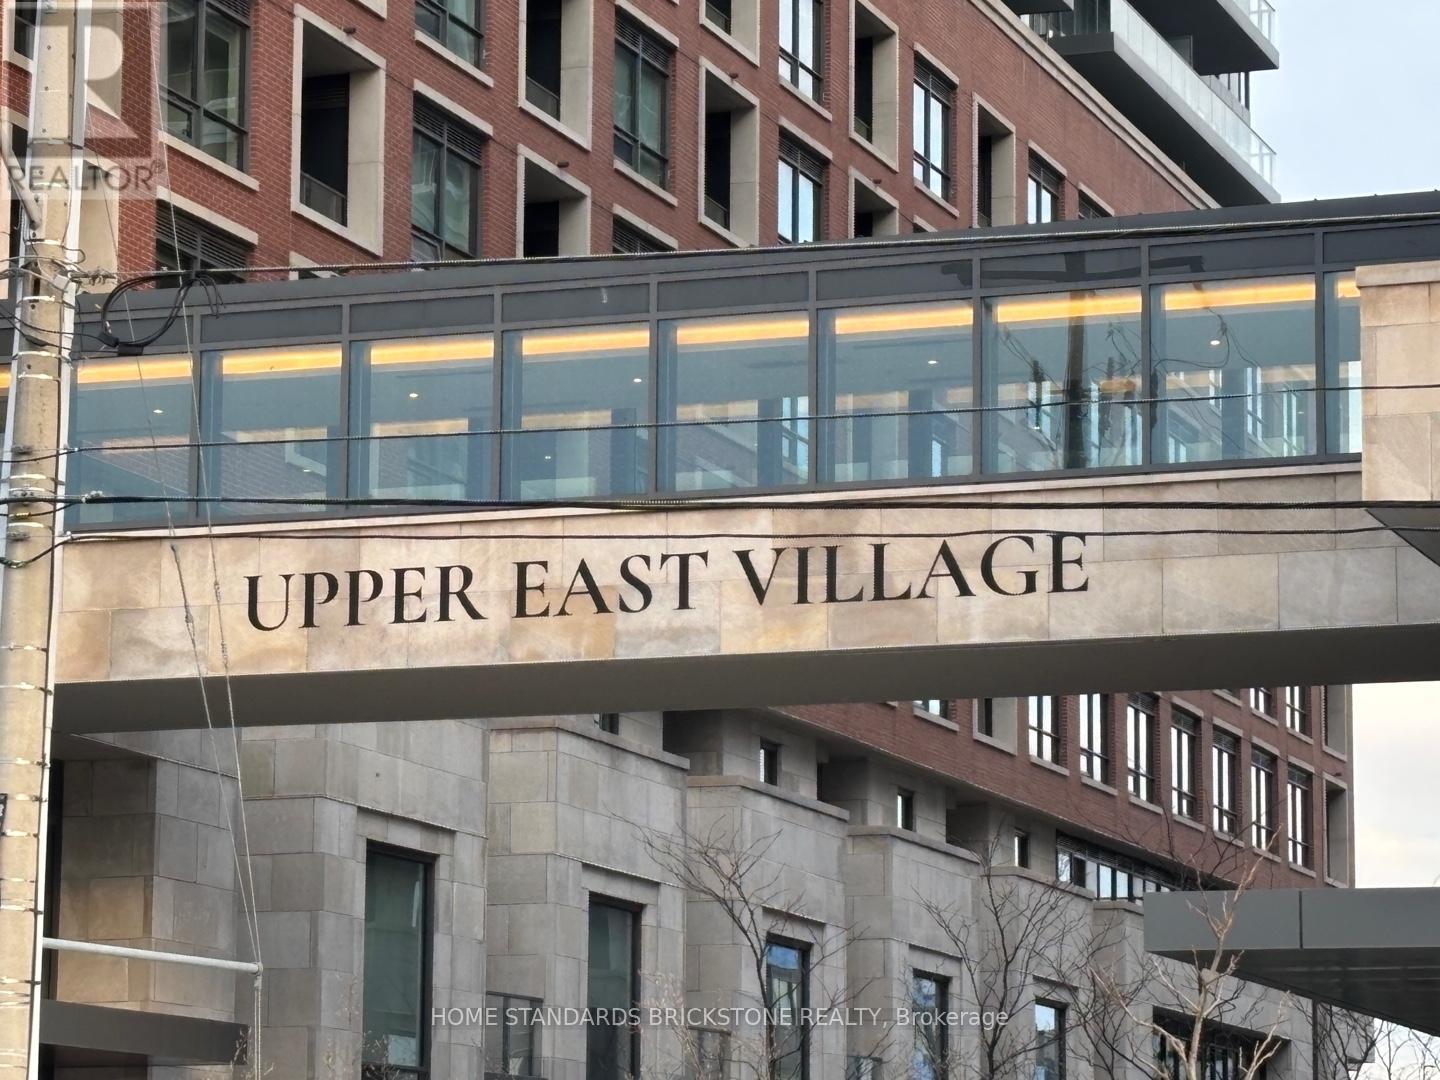 R
REALTOR®
UPPER EAST VILLAGE
HOME STANDARDS BRICKSTONE REALTY, Brokerage